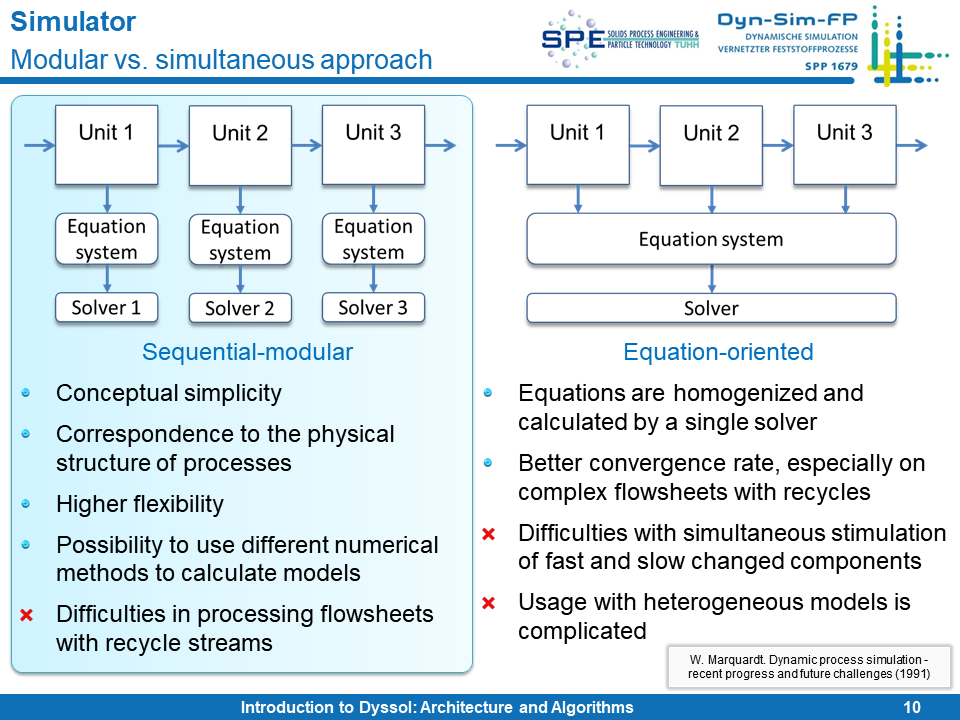 Simulator
Modular vs. simultaneous approach
SPE SOLIDS PROCESS ENGINEERING &
PARTICLE TECHNOLOGY TUHH
Dyn-Sim-FP
DYNAMISCHE SIMULATION
VERNETZTER FESTSTOFFPROZESSE
SPP 1679
Unit 1
Unit 2
Unit 3
Equation
system
Equation
system
Equation
system
Solver 1
Solver 2
Solver 3
Sequential-modular
Conceptual simplicity
Correspondence to the physical
structure of processes
Higher flexibility
Possibility to use different numerical
methods to calculate models
Difficulties in processing flowsheets
with recycle streams
Unit 1
Unit 2
Unit 3
Equation system
Solver
Equation-oriented
Equations are homogenized and
calculated by a single solver
Better convergence rate, especially on
complex flowsheets with recycles
Difficulties with simultaneous stimulation
of fast and slow changed components
Usage with heterogeneous models is
complicated
W. Marquardt. Dynamic process simulation -
recent progress and future challenges (1991)
Introduction to Dyssol: Architecture and Algorithms
10